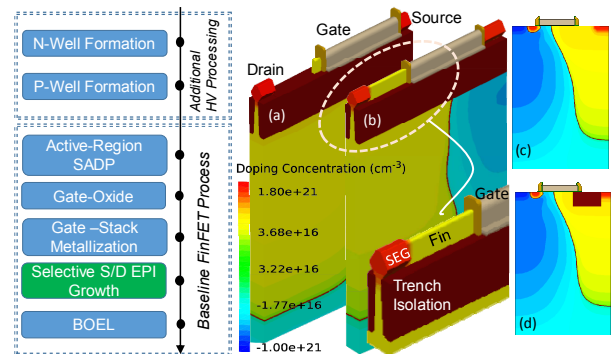 N-Well Formation
P-Well Formation
Additional
HV Processing
Active-Region
SADP
Gate-Oxide
Gate –Stack
Metallization
Selective S/D EPI
Growth
BOEL
Baseline FinFET Process
Gate
Source
Drain
(a)
(b)
Doping Concentration (cm-3)
1.80e+21
3.68e+16
3.22e+16
-1.77e+16
-1.00e+21
Gate
Fin
SEG
Trench
Isolation
(c)
(d)